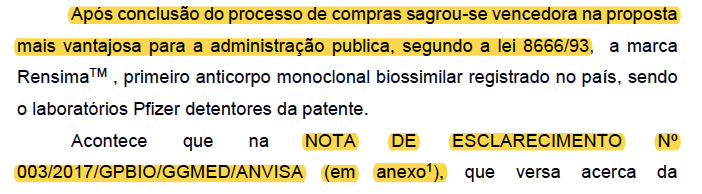 Após conclusão do processo de compras sagrou-se vencedora na proposta
mais vantajosa para a administração publica, segundo a lei 8666/93, a marca
Rensima™ , primeiro anticorpo monoclonal biossimilar registrado no país, sendo
o laboratórios Pfizer detentores da patente.
Acontece que na NOTA DE ESCLARECIMENTO Nº
003/2017/GPBIO/GGMED/ANVISA (em anexo¹), que versa acerca da